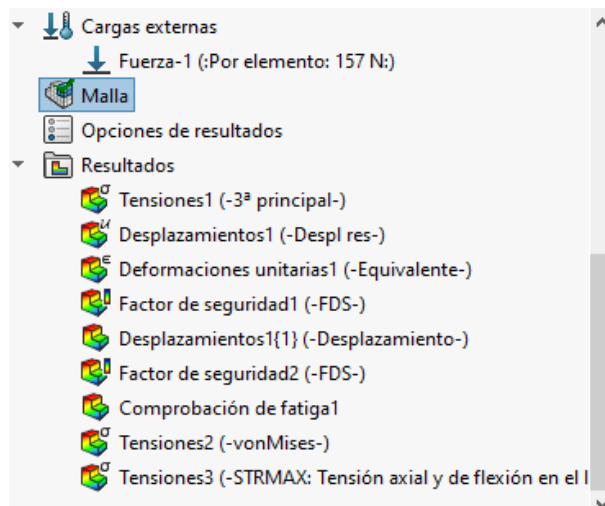 Cargas externas
Fuerza-1 (:Por elemento: 157 N:)
Malla
Opciones de resultados
Resultados
Tensiones1 (-3ª principal-)
Desplazamientos1 (-Despl res-)
Deformaciones unitarias1 (-Equivalente-)
Factor de seguridad1 (-FDS-)
Desplazamientos1{1} (-Desplazamiento-)
Factor de seguridad2 (-FDS-)
Comprobación de fatiga1
Tensiones2 (-vonMises-)
Tensiones3 (-STRMAX: Tensión axial y de flexión en el l